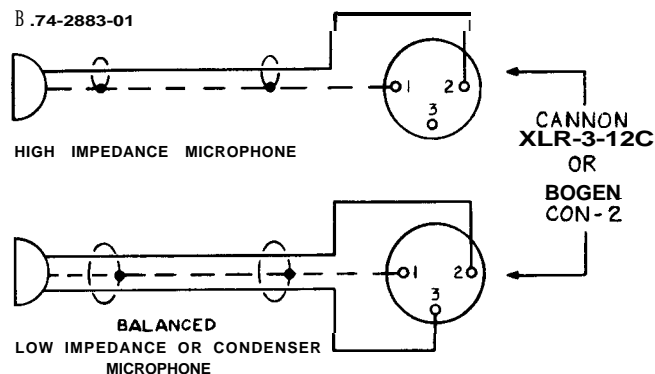 B .74-2883-01
1 2
3
HIGH IMPEDANCE MICROPHONE
CANNON
XLR-3-12C
OR
BOGEN
CON-2
1 2
3
BALANCED
LOW IMPEDANCE OR CONDENSER
MICROPHONE